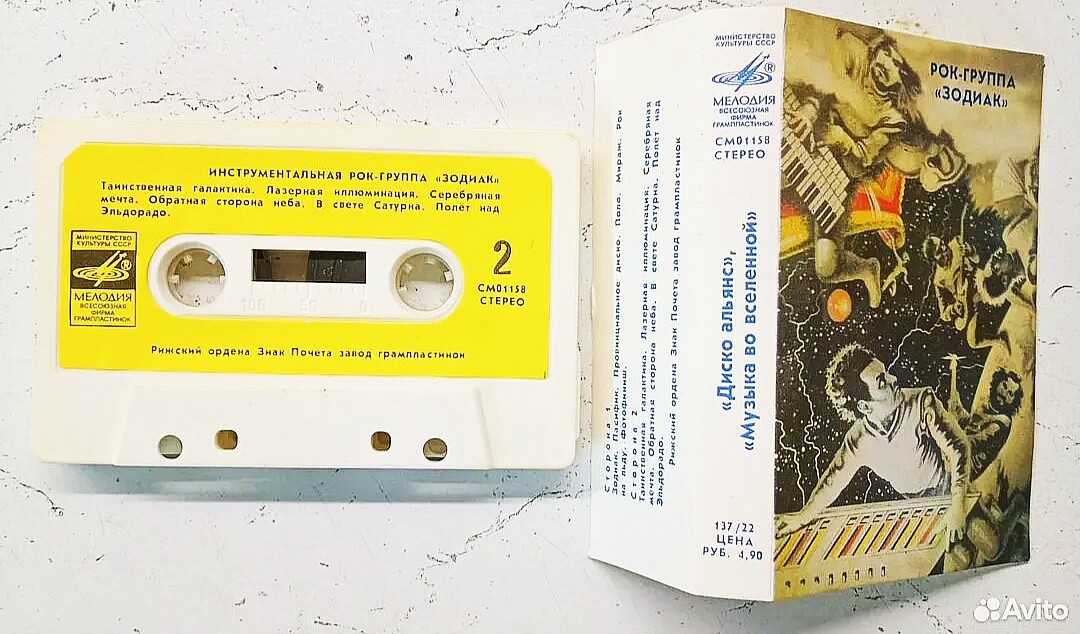 ИНСТРУМЕНТАЛЬНАЯ РОК-ГРУППА «ЗОДИАК»
Таинственная галактика. Лазерная иллюминация. Серебряная
мечта. Обратная сторона неба. В свете Сатурна. Полёт над
Эльдорадо.
МИНИСТЕРСТВО
КУЛЬТУРЫ СССР
МЕЛОДИЯ
ВСЕСОЮЗНАЯ
ФИРМА
ГРАМПЛАСТИНОК
2
СМ01158
СТЕРЕО
100 50 0
Рижский ордена Знак Почета завод грампластинок
Сторона 1
Зодиак. Пасифик. Провинциальное диско. Поло. Мираж. Рок
на льду. Фотофиниш.
Сторона 2
Таинственная галактика. Лазерная иллюминация. Серебряная
мечта. Обратная сторона неба. В свете Сатурна. Полёт над
Эльдорадо.
Рижский ордена Знак Почета завод грампластинок
МИНИСТЕРСТВО
КУЛЬТУРЫ СССР
®
МЕЛОДИЯ
ВСЕСОЮЗНАЯ
ФИРМА
ГРАМПЛАСТИНОК
СМ01158
СТЕРЕО
«Диско альянс»,
«Музыка во вселенной»
137/22
ЦЕНА
РУБ. 4,90
РОК-ГРУППА
«ЗОДИАК»
Avito